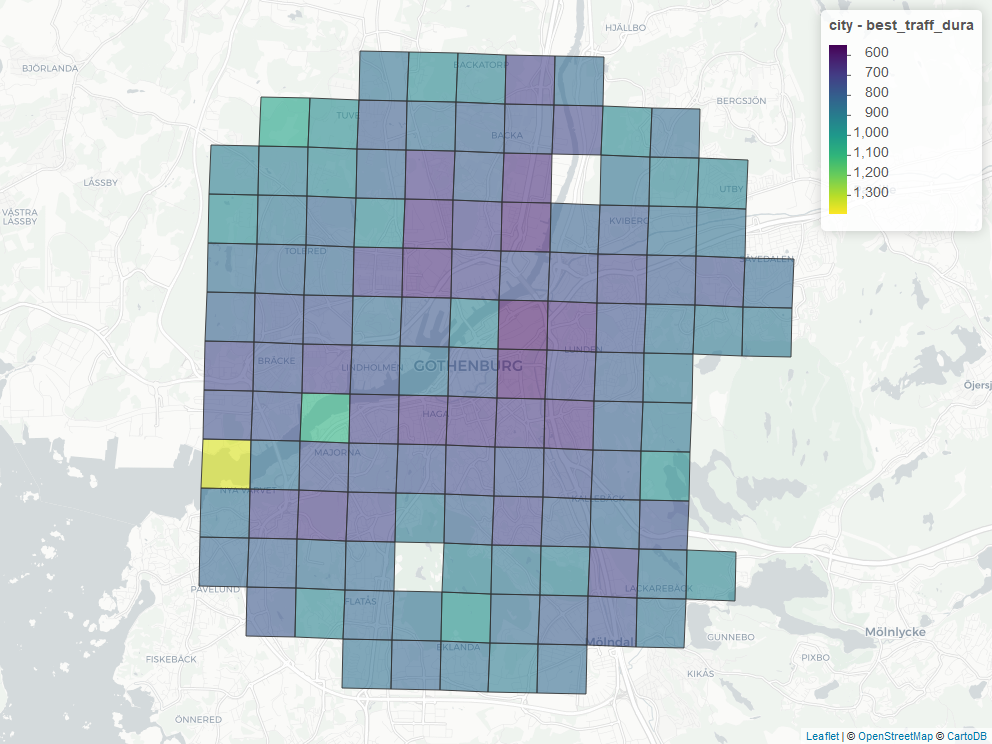 HJÄLLBO
city - best_traff_dura
600
700
800
900
1,000
1,100
1,200
1,300
BJÖRLANDA
BACKATORP
BERGSJÖN
TUVE
BACKA
LÅSSBY
UTBY
VÄSTRA
LÅSSBY
KVIBERG
TOLERED
SÄVEDALEN
LUNDEN
BRÄCKE
LINDHOLMEN
GOTHENBURG
Öjersj
HAGA
MAJORNA
NYA VARVET
KALLEBÄCK
PÅVELUND
LACKAREBÄCK
FLATÅS
Mölnlycke
GUNNEBO
Mölndal
EKLANDA
FISKEBÄCK
PIXBO
KIKÅS
ÖNNERED
Leaflet | © OpenStreetMap © CartoDB